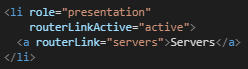 <li role="presentation"
routerLinkActive="active">
<a routerLink="servers">Servers</a>
</li>